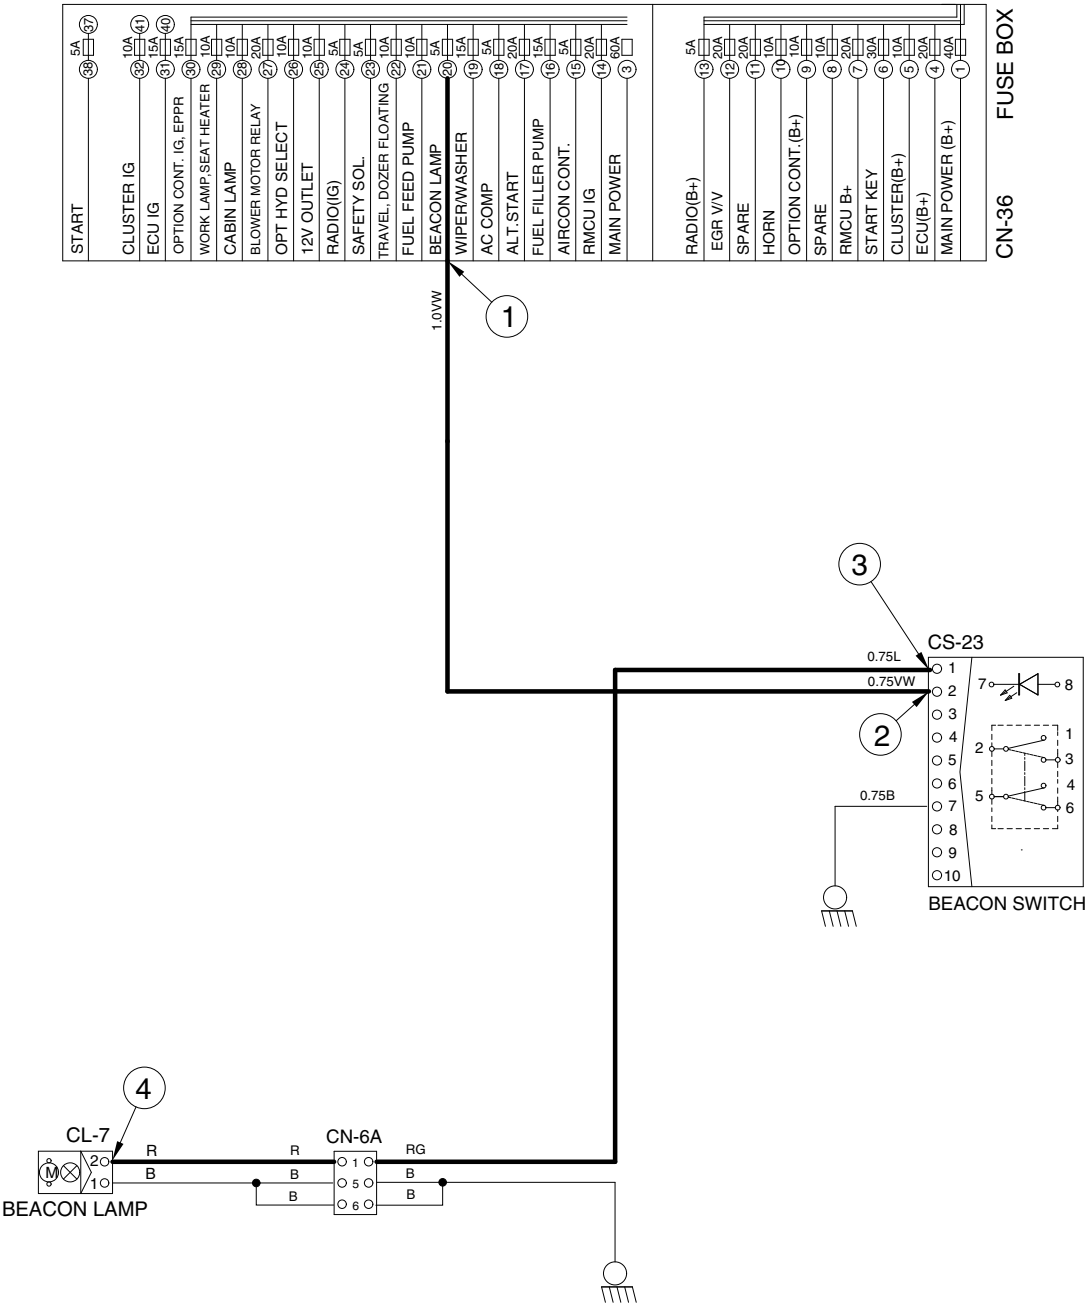 37
41
40
5A
10A
15A
15A
10A
10A
20A
10A
10A
5A
5A
10A
10A
5A
15A
5A
20A
15A
5A
20A
60A
5A
20A
20A
10A
10A
10A
20A
30A
10A
20A
40A
38
32
31
30
29
28
27
26
25
24
23
22
21
20
19
18
17
16
15
14
3
13
12
11
10
9
8
7
6
5
4
1
START
CLUSTER IG
ECU IG
OPTION CONT. IG, EPPR
WORK LAMP,SEAT HEATER
CABIN LAMP
BLOWER MOTOR RELAY
OPT HYD SELECT
12V OUTLET
RADIO(IG)
SAFETY SOL.
TRAVEL, DOZER FLOATING
FUEL FEED PUMP
BEACON LAMP
WIPER/WASHER
AC COMP
ALT.START
FUEL FILLER PUMP
AIRCON CONT.
RMCU IG
MAIN POWER
RADIO(B+)
EGR V/V
SPARE
HORN
OPTION CONT.(B+)
SPARE
RMCU B+
START KEY
CLUSTER(B+)
ECU(B+)
MAIN POWER (B+)
CN-36 FUSE BOX
1.0VW
1
3
CS-23
0.75L
0.75VW
2
0.75B
1
2
3
4
5
6
7
8
9
10
7 8
2 1
3
5 4
6
BEACON SWITCH
4
CL-7
CN-6A
M
2 R R 1 RG
1 B B 5 B
B 6 B
BEACON LAMP